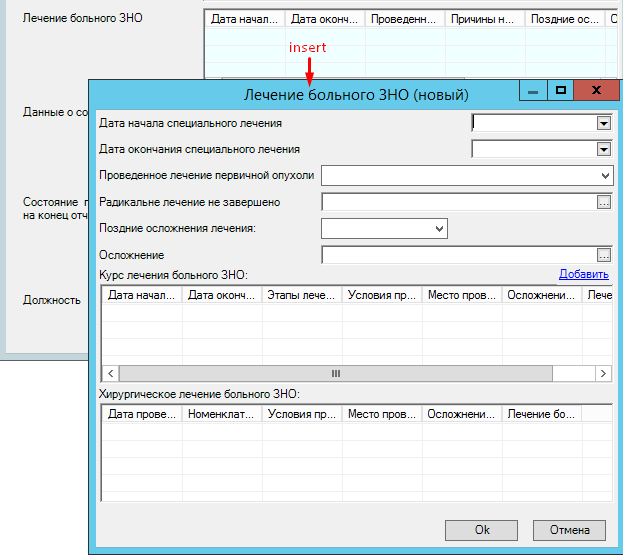 Лечение больного ЗНО
Дата начал... Дата оконч... Проведенн... Причины н... Поздние ос... О
insert
Лечение больного ЗНО (новый)
Данные о со
Дата начала специального лечения
Дата окончания специального лечения
Проведенное лечение первичной опухоли
Состояние п
на конец отч
Радикальне лечение не завершено ...
Поздние осложнения лечения:
Осложнение ...
Курс лечения больного ЗНО: Добавить
Должность
Дата начал... Дата оконч... Этапы лече... Условия пр... Место пров... Осложнени... Лече
Хирургическое лечение больного ЗНО:
Дата прове... Номенклат... Условия пр... Место пров... Осложнени... Лечение бо...
Ok Отмена